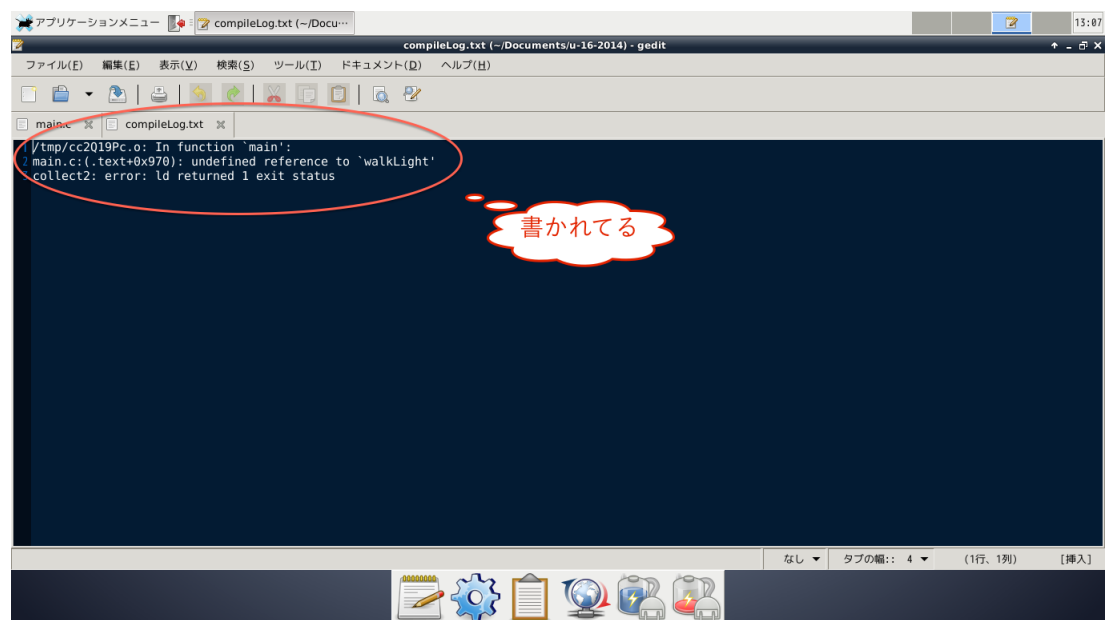 アプリケーションメニュー compileLog.txt (~/Docu… 13:07
compileLog.txt (~/Documents/u-16-2014) - gedit
ファイル(F) 編集(E) 表示(V) 検索(S) ツール(T) ドキュメント(D) ヘルプ(H)
main.c compileLog.txt
1 /tmp/cc2Q19Pc.o: In function `main':
2 main.c:(.text+0x970): undefined reference to `walkLight'
3 collect2: error: ld returned 1 exit status
書かれてる
なし タブの幅:: 4 (1行、1列) [挿入]